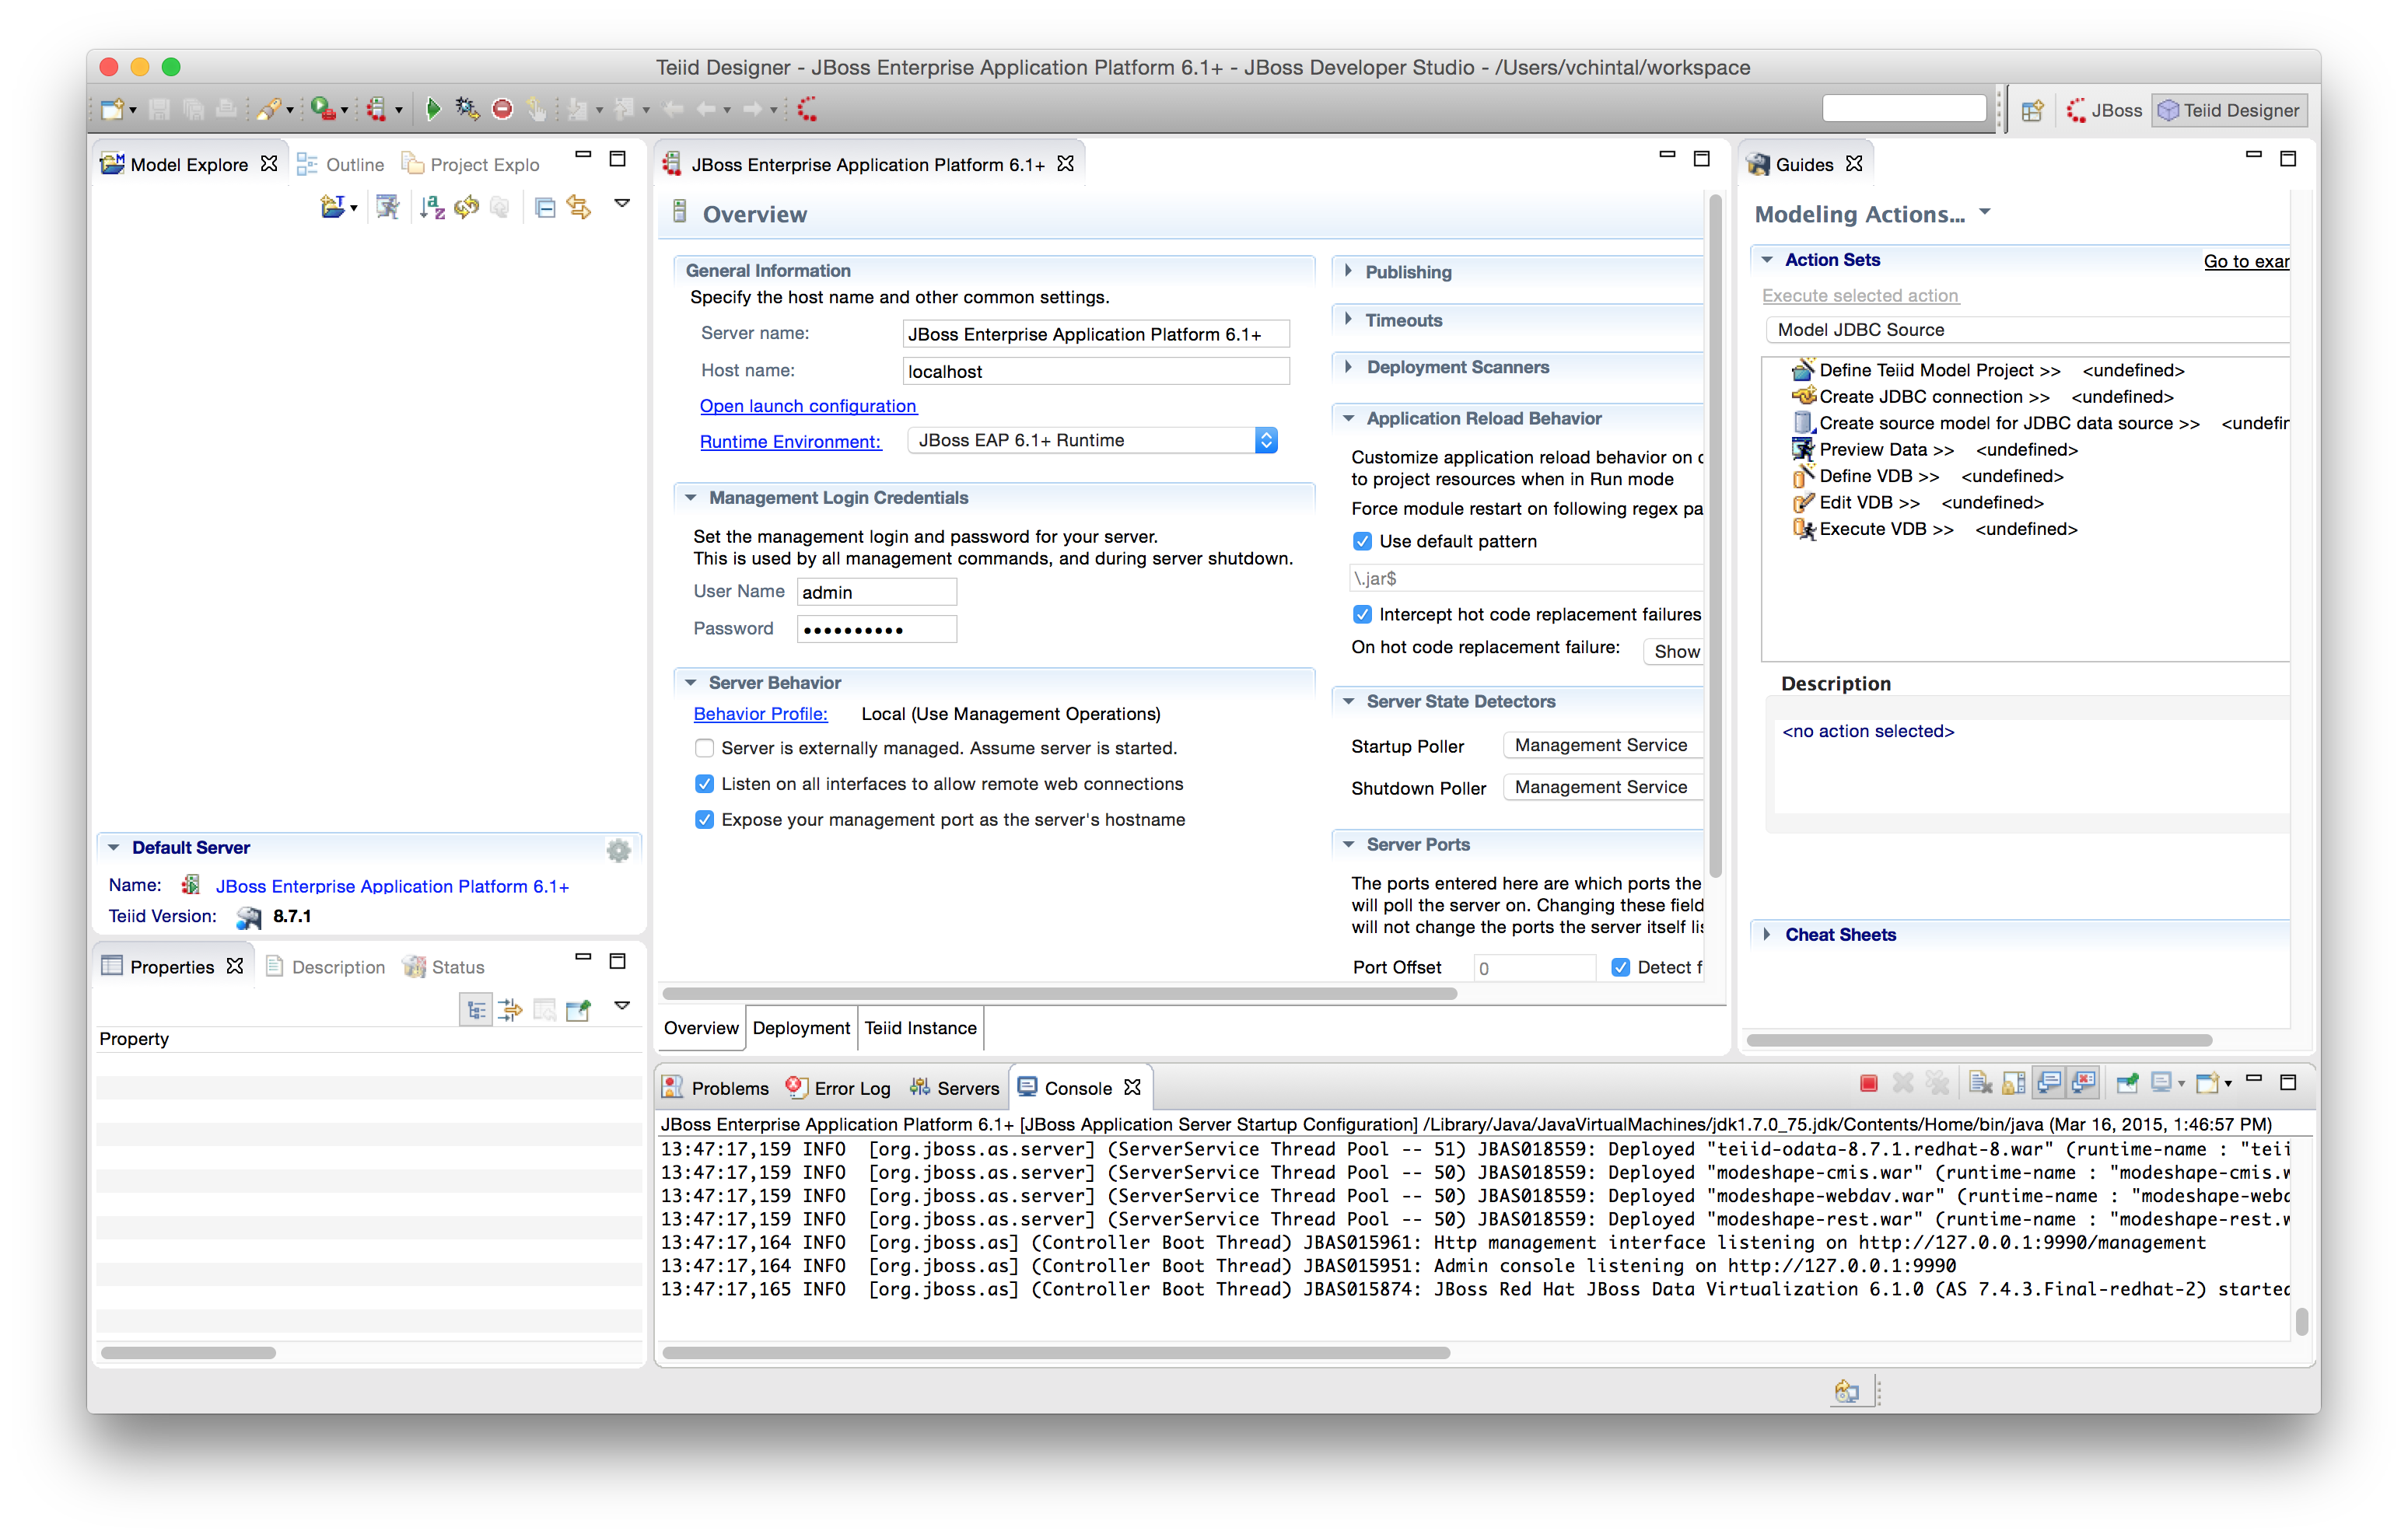 Teiid Designer - JBoss Enterprise Application Platform 6.1+ - JBoss Developer Studio - /Users/vchintal/workspace
JBoss
Teiid Designer
Model Explore
Outline
Project Explo
Default Server
Name: JBoss Enterprise Application Platform 6.1+
Teiid Version: 8.7.1
Properties
Description
Status
Property
JBoss Enterprise Application Platform 6.1+
Overview
General Information
Specify the host name and other common settings.
Server name: JBoss Enterprise Application Platform 6.1+
Host name: localhost
Open launch configuration
Runtime Environment: JBoss EAP 6.1+ Runtime
Management Login Credentials
Set the management login and password for your server.
This is used by all management commands, and during server shutdown.
User Name admin
Password ••••••••••
Server Behavior
Behavior Profile: Local (Use Management Operations)
Server is externally managed. Assume server is started.
Listen on all interfaces to allow remote web connections
Expose your management port as the server's hostname
Publishing
Timeouts
Deployment Scanners
Application Reload Behavior
Customize application reload behavior on c
to project resources when in Run mode
Force module restart on following regex pa
Use default pattern
\.jar$
Intercept hot code replacement failures
On hot code replacement failure: Show
Server State Detectors
Startup Poller Management Service
Shutdown Poller Management Service
Server Ports
The ports entered here are which ports the
will poll the server on. Changing these field
will not change the ports the server itself lis
Port Offset 0 Detect f
Overview
Deployment
Teiid Instance
Guides
Modeling Actions...
Action Sets
Go to exar
Execute selected action
Model JDBC Source
Define Teiid Model Project >> <undefined>
Create JDBC connection >> <undefined>
Create source model for JDBC data source >> <undefir
Preview Data >> <undefined>
Define VDB >> <undefined>
Edit VDB >> <undefined>
Execute VDB >> <undefined>
Description
<no action selected>
Cheat Sheets
Problems
Error Log
Servers
Console
JBoss Enterprise Application Platform 6.1+ [JBoss Application Server Startup Configuration] /Library/Java/JavaVirtualMachines/jdk1.7.0_75.jdk/Contents/Home/bin/java (Mar 16, 2015, 1:46:57 PM)
13:47:17,159 INFO [org.jboss.as.server] (ServerService Thread Pool -- 51) JBAS018559: Deployed "teiid-odata-8.7.1.redhat-8.war" (runtime-name : "teii
13:47:17,159 INFO [org.jboss.as.server] (ServerService Thread Pool -- 50) JBAS018559: Deployed "modeshape-cmis.war" (runtime-name : "modeshape-cmis.w
13:47:17,159 INFO [org.jboss.as.server] (ServerService Thread Pool -- 50) JBAS018559: Deployed "modeshape-webdav.war" (runtime-name : "modeshape-webd
13:47:17,159 INFO [org.jboss.as.server] (ServerService Thread Pool -- 50) JBAS018559: Deployed "modeshape-rest.war" (runtime-name : "modeshape-rest.w
13:47:17,164 INFO [org.jboss.as] (Controller Boot Thread) JBAS015961: Http management interface listening on http://127.0.0.1:9990/management
13:47:17,164 INFO [org.jboss.as] (Controller Boot Thread) JBAS015951: Admin console listening on http://127.0.0.1:9990
13:47:17,165 INFO [org.jboss.as] (Controller Boot Thread) JBAS015874: JBoss Red Hat JBoss Data Virtualization 6.1.0 (AS 7.4.3.Final-redhat-2) started